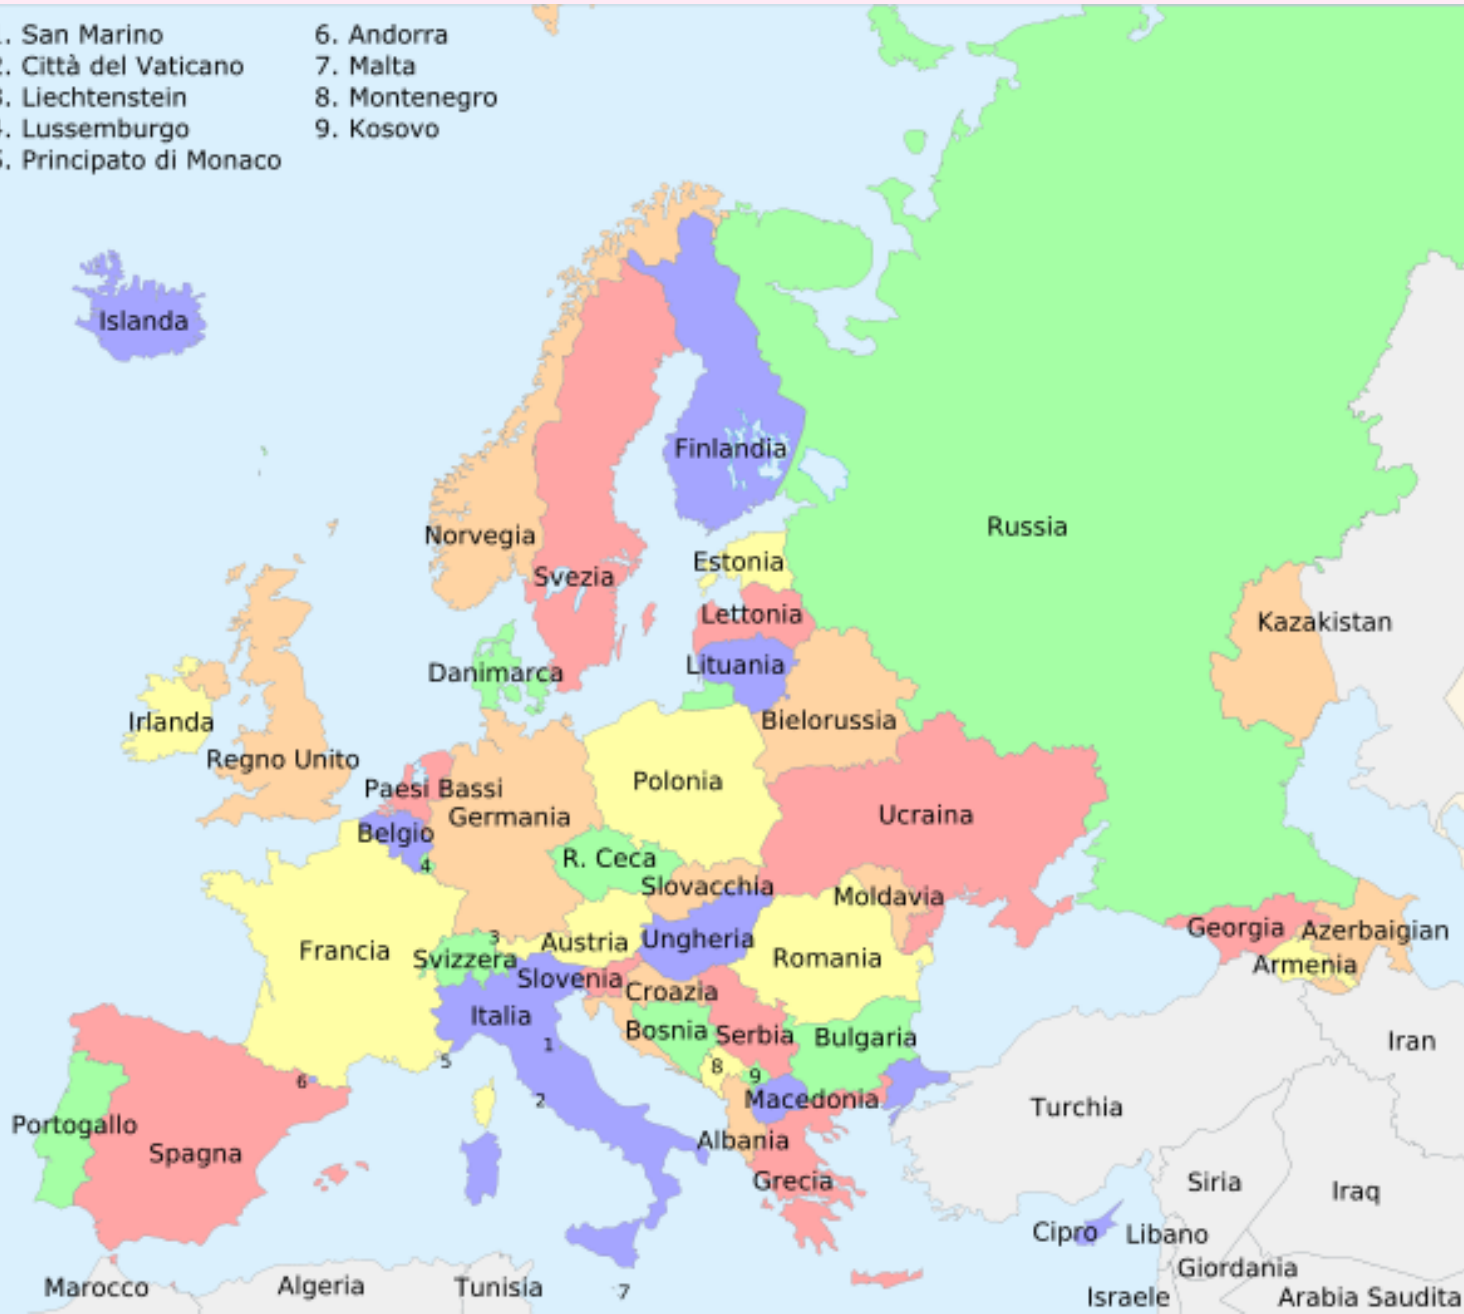 . San Marino
. Città del Vaticano
. Liechtenstein
. Lussemburgo
. Principato di Monaco
6. Andorra
7. Malta
8. Montenegro
9. Kosovo
Islanda
Finlandia
Russia
Norvegia
Svezia
Estonia
Lettonia
Kazakistan
Lituania
Danimarca
Irlanda
Bielorussia
Regno Unito
Paesi Bassi
Polonia
Germania
Ucraina
Belgio
R. Ceca
4
Slovacchia
Moldavia
Georgia
Azerbaigian
3
Austria
Ungheria
Francia
Svizzera
Romania
Armenia
Slovenia
Croazia
Italia
Bosnia
Serbia
Bulgaria
1
Iran
5
8
9
6
2
Macedonia
Turchia
Portogallo
Spagna
Albania
Grecia
Siria
Iraq
Cipro
Libano
Giordania
Marocco
Algeria
Tunisia
7
Israele
Arabia Saudita